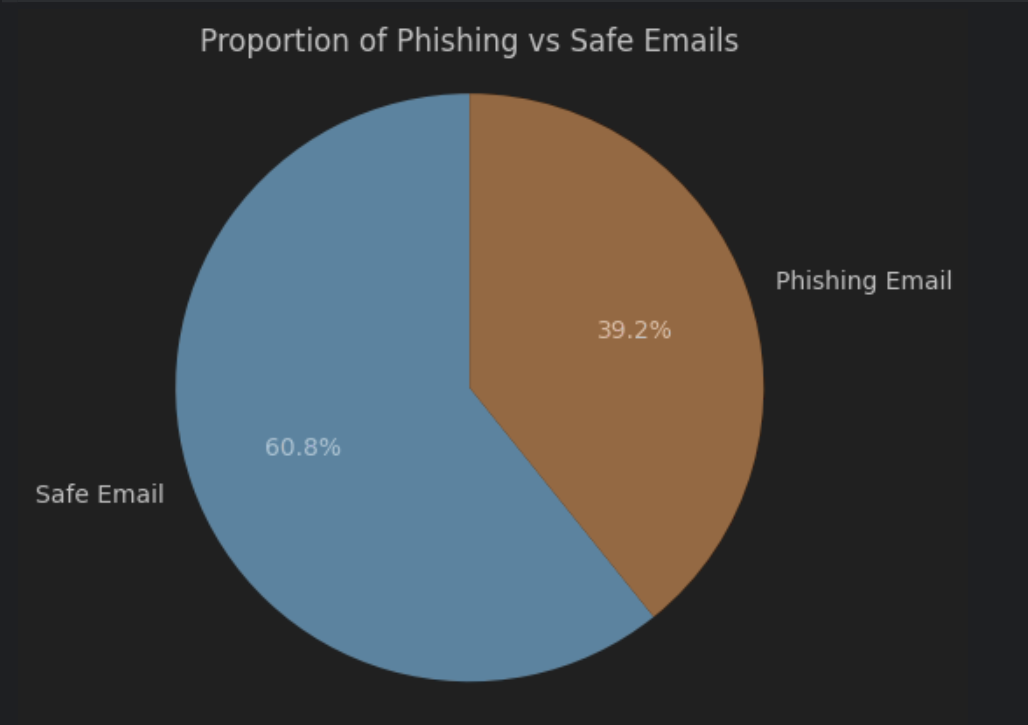 Proportion of Phishing vs Safe Emails
Phishing Email
39.2%
60.8%
Safe Email